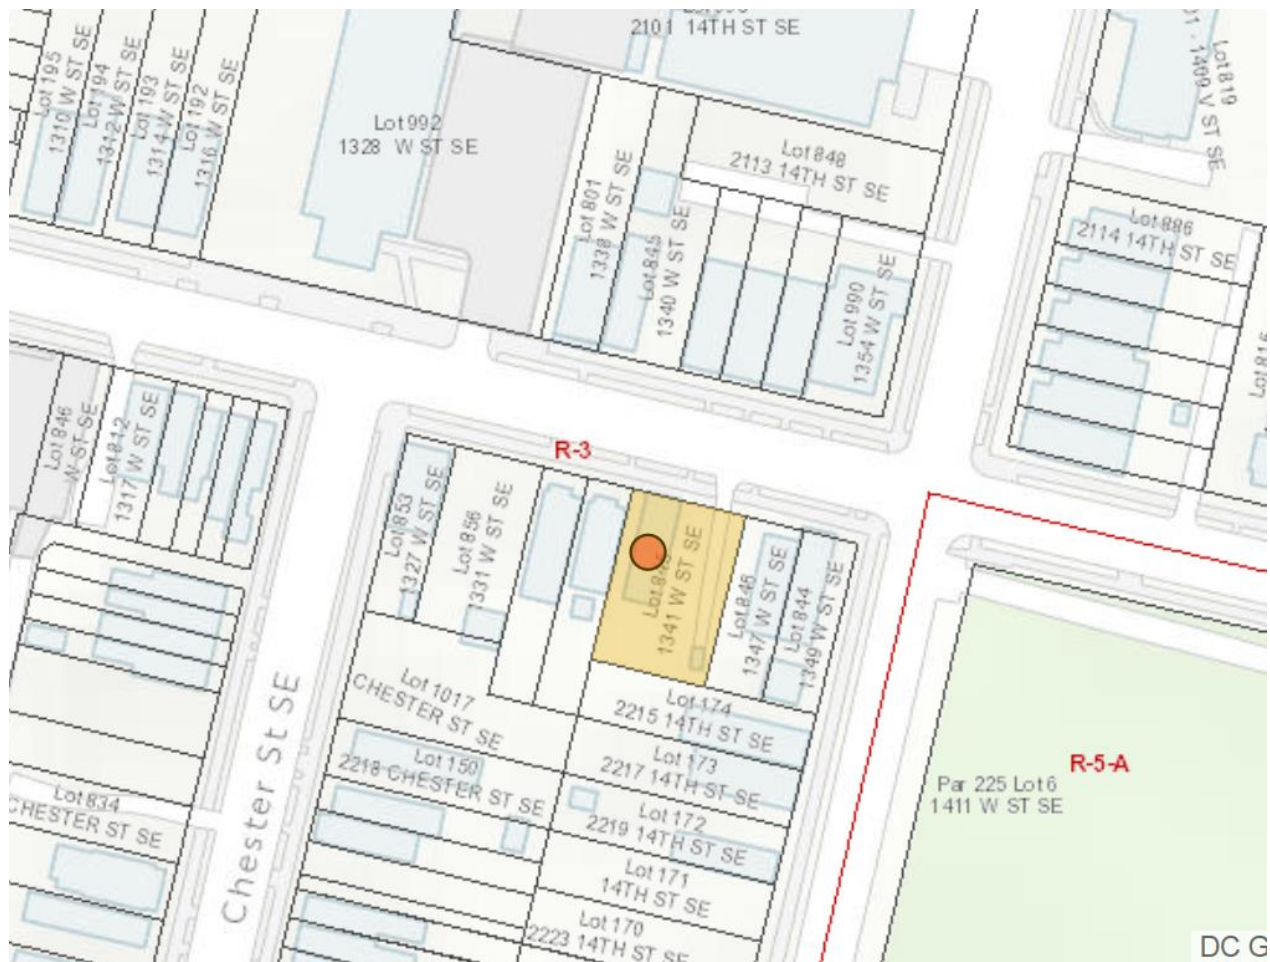 2101 14TH ST SE
Lot 195
1310 W ST SE
Lot 194
1312 W ST SE
Lot 193
1314 W ST SE
Lot 192
1316 W ST SE
Lot 992
1328 W ST SE
Lot 848
2113 14TH ST SE
Lot 819
1409 V ST SE
Lot 801
1338 W ST SE
Lot 845
1340 W ST SE
Lot 990
1354 W ST SE
Lot 886
2114 14TH ST SE
Lot 815
Lot 846
W ST SE
Lot 812
1317 W ST SE
R-3
Lot 853
1327 W ST SE
Lot 856
1331 W ST SE
1341 W ST SE
Lot 846
1347 W ST SE
Lot 844
1349 W ST SE
Lot 1017
CHESTER ST SE
Lot 174
2215 14TH ST SE
Lot 150
2218 CHESTER ST SE
Lot 173
2217 14TH ST SE
Lot 172
2219 14TH ST SE
Lot 171
14TH ST SE
Lot 170
2223 14TH ST SE
Lot 834
CHESTER ST SE
Chester St SE
R-5-A
Par 225 Lot 6
1411 W ST SE
DC G